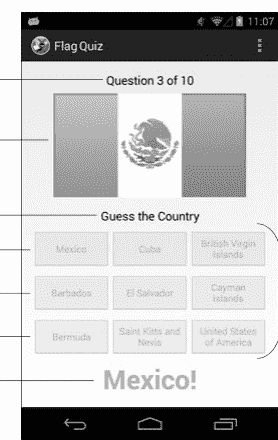 11:07
Flag Quiz
Question 3 of 10
Guess the Country
Mexico
Cuba
British Virgin
Islands
Barbados
El Salvador
Cayman
Islands
Bermuda
Saint Kitts and
Nevis
United States
of America
Mexico!